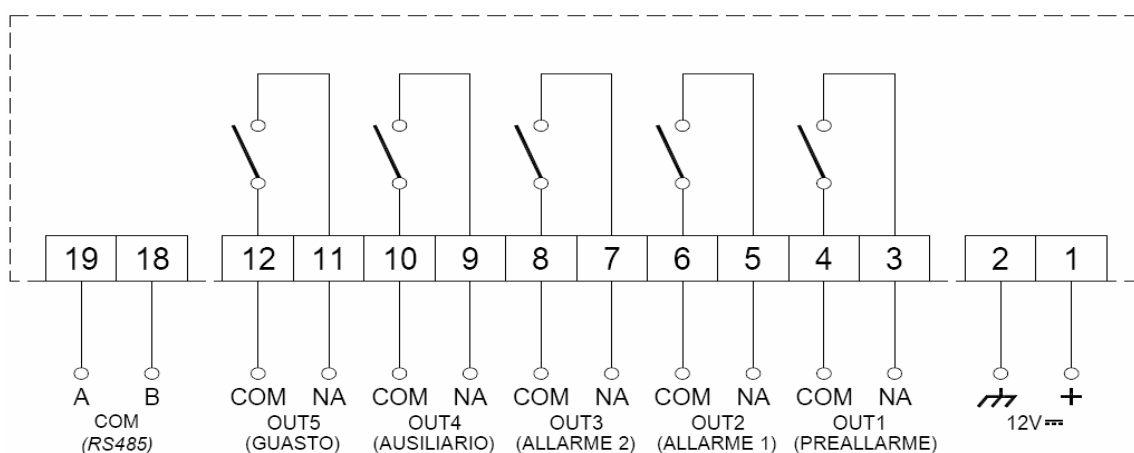 19 18 12 11 10 9 8 7 6 5 4 3 2 1
A B COM NA COM NA COM NA COM NA COM NA +
COM OUT5 OUT4 OUT3 OUT2 OUT1 12V
(RS485) (GUASTO) (AUSILIARIO) (ALLARME 2) (ALLARME 1) (PREALLARME)